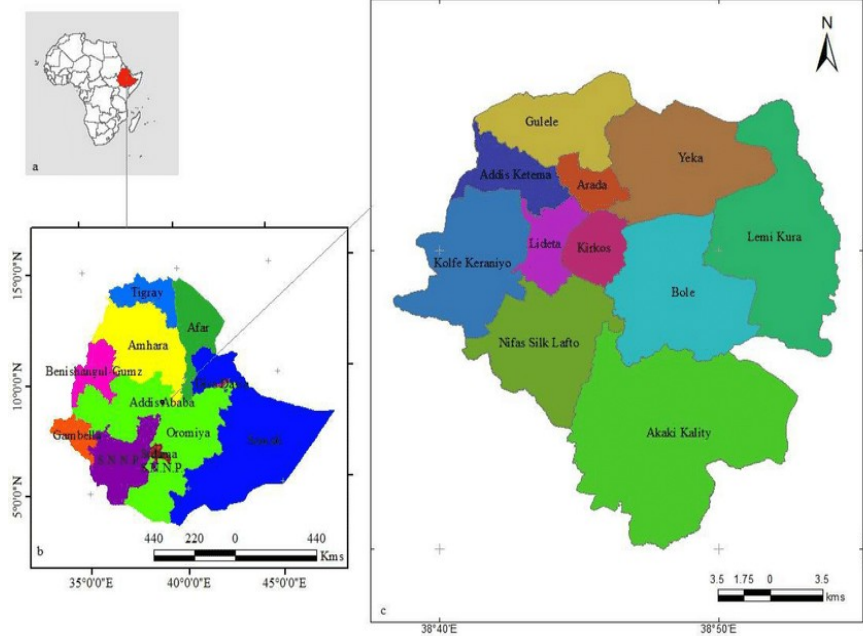 a
15°0'0"N
10°0'0"N
5°0'0"N
Tigray
Afar
Amhara
Benishangul-Gumz
Addis Ababa
Gambella
Oromiya
S.N.N.P.
S.N.N.P.
440 220 0 440
Kms
b
35°0'0"E 40°0'0"E 45°0'0"E
N
Gulele
Yeka
Addis Ketema
Arada
Lideta
Kirkos
Lemi Kura
Kolfe Keraniyo
Bole
Nifas Silk Lafto
Akaki Kality
3.5 1.75 0 3.5
kms
c
38°40'E 38°50'E